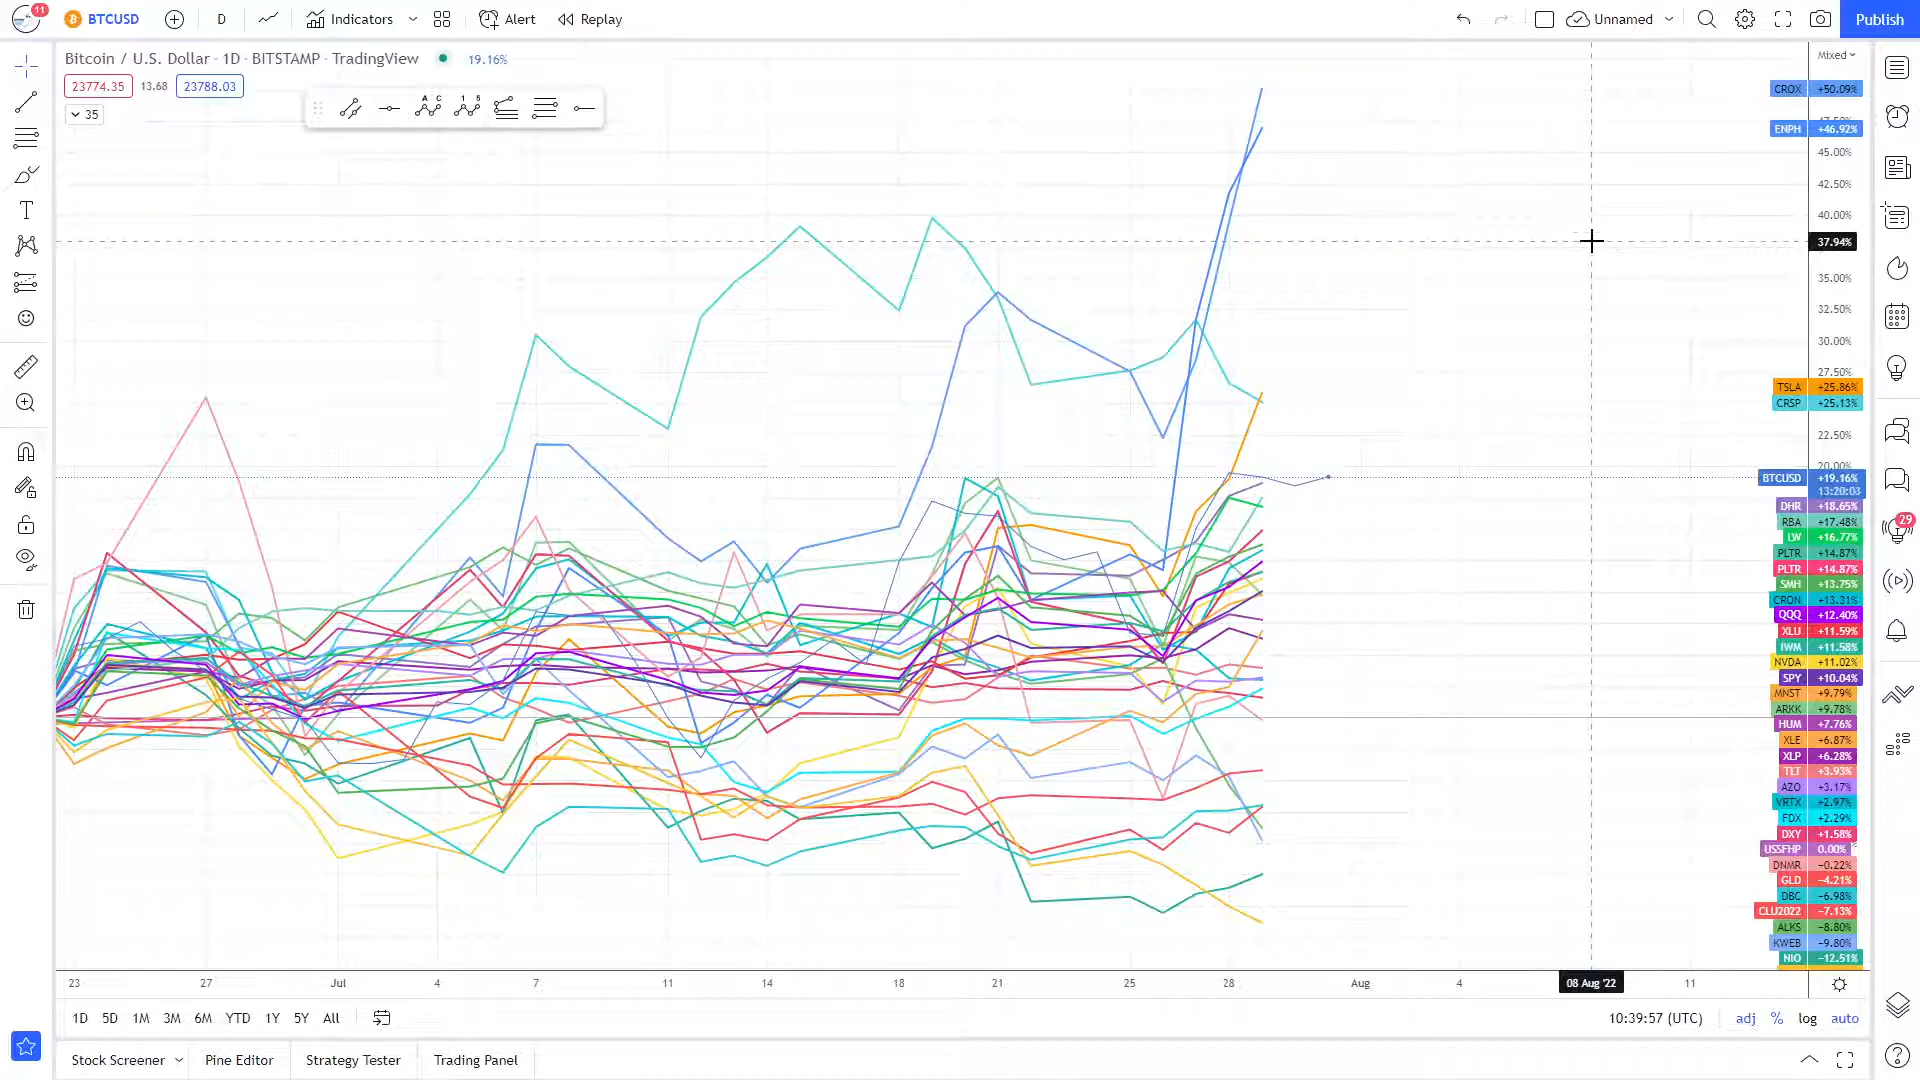 11
BTCUSD
D
Indicators
Alert
Replay
Unnamed
Publish
Bitcoin / U.S. Dollar · 1D · BITSTAMP · TradingView
19.16%
23774.35 13.68 23788.03
35
A C
1 5
Mixed
CROX +50.09%
ENPH +46.92%
45.00%
42.50%
40.00%
37.94%
35.00%
32.50%
30.00%
27.50%
TSLA +25.86%
CRSP +25.13%
22.50%
20.00%
BTCUSD +19.16%
13:20:03
DHR +18.65%
RBA +17.48%
LW +16.77%
PLTR +14.87%
PLTR +14.87%
SMH +13.75%
CRON +13.31%
QQQ +12.40%
XLU +11.59%
IWM +11.58%
NVDA +11.02%
SPY +10.04%
MNST +9.79%
ARKK +9.78%
HUM +7.76%
XLE +6.87%
XLP +6.28%
TLT +3.93%
AZO +3.17%
VRTX +2.97%
FDX +2.29%
DXY +1.58%
USSFHP 0.00%
DNMR −0.22%
GLD −4.21%
DBC −6.98%
CLU2022 −7.13%
ALKS −8.80%
KWEB −9.80%
NIO −12.51%
29
23 27 Jul 4 7 11 14 18 21 25 28 Aug 4 08 Aug '22 11
1D 5D 1M 3M 6M YTD 1Y 5Y All
10:39:57 (UTC) adj % log auto
Stock Screener Pine Editor Strategy Tester Trading Panel